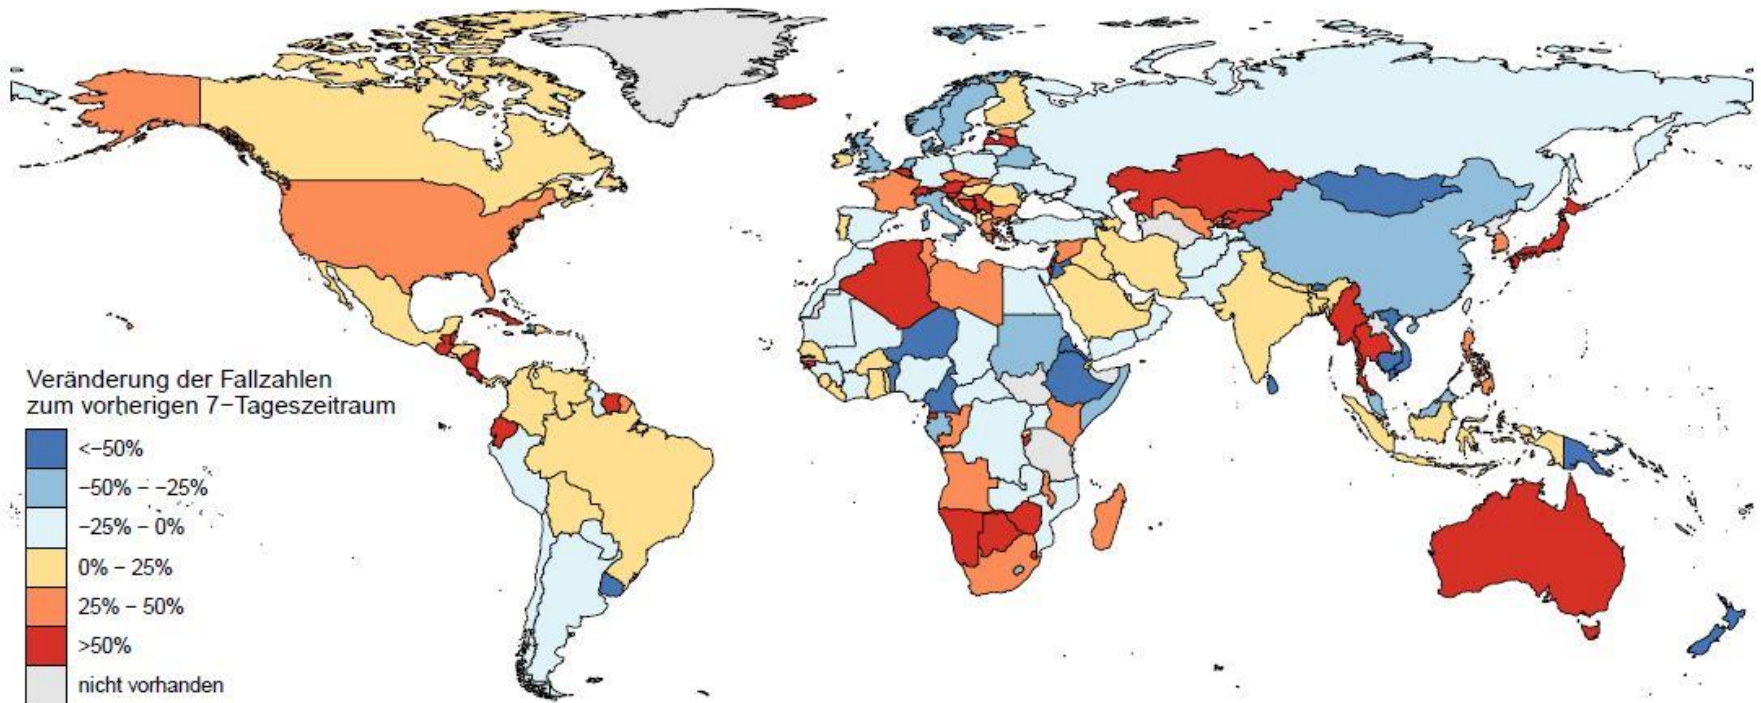 Veränderung der Fallzahlen
zum vorherigen 7−Tageszeitraum
<−50%
−50% − −25%
−25% − 0%
0% − 25%
25% − 50%
>50%
nicht vorhanden